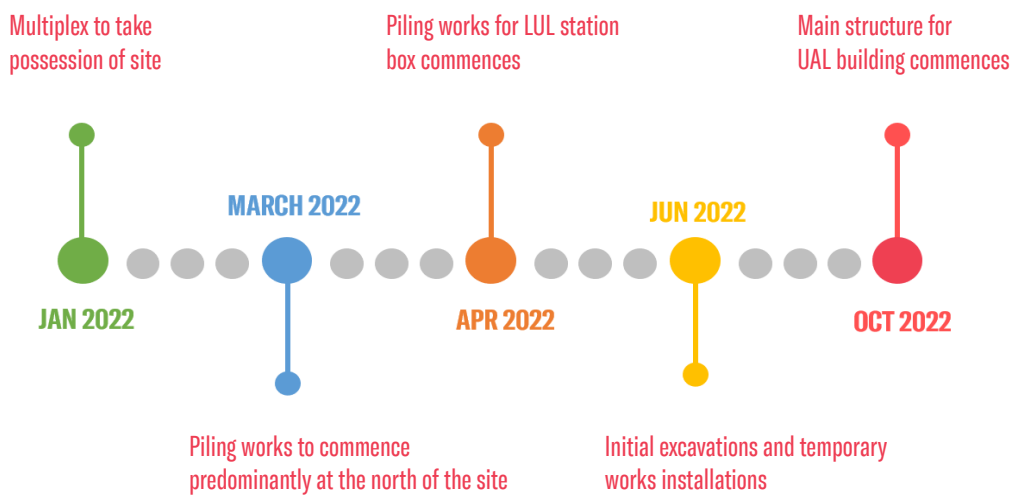 Multiplex to take
possession of site
Piling works for LUL station
box commences
Main structure for
UAL building commences
MARCH 2022
JUN 2022
JAN 2022
APR 2022
OCT 2022
Piling works to commence
predominantly at the north of the site
Initial excavations and temporary
works installations